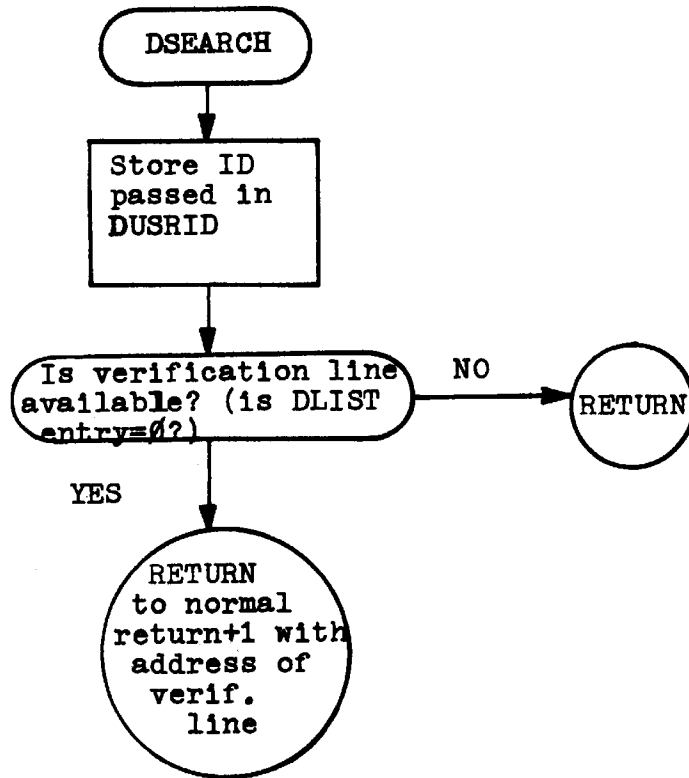 DSEARCH
Store ID
passed in
DUSRID
Is verification line
available? (is DLIST
entry=Ø?)
NO
RETURN
YES
RETURN
to normal
return+1 with
address of
verif.
line